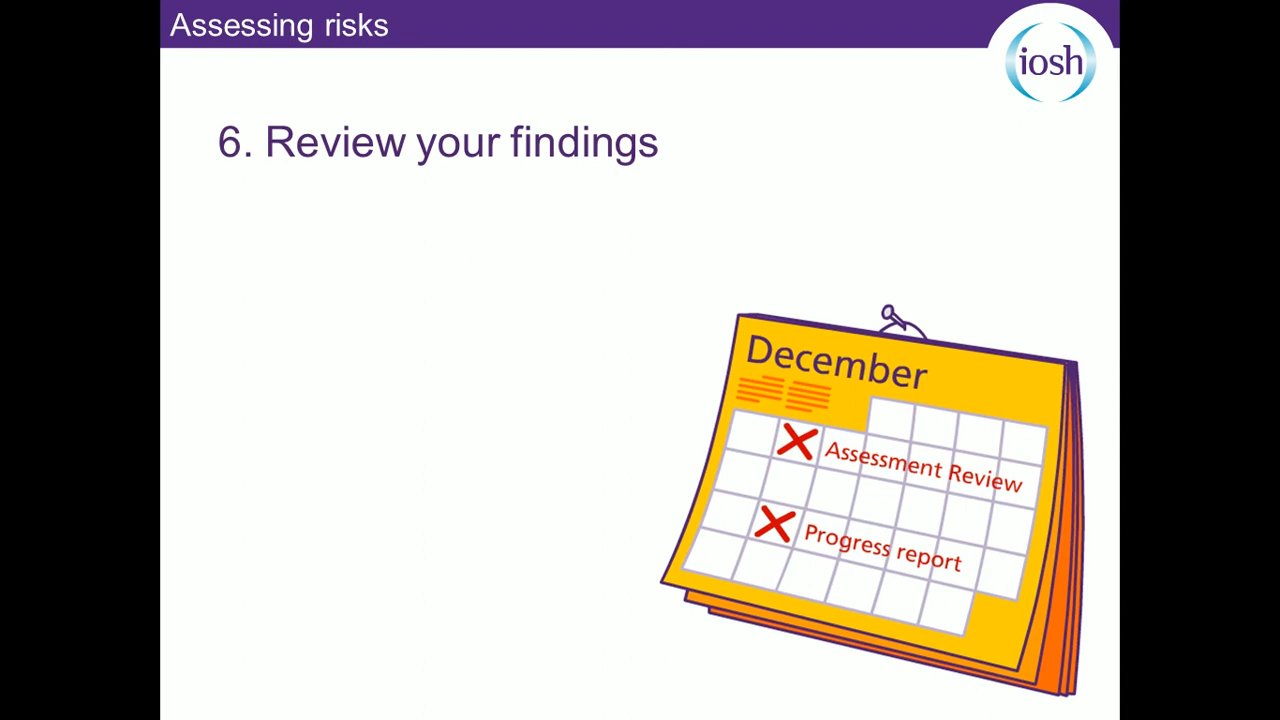 Assessing risks
iosh
6. Review your findings
December
Assessment Review
Progress report